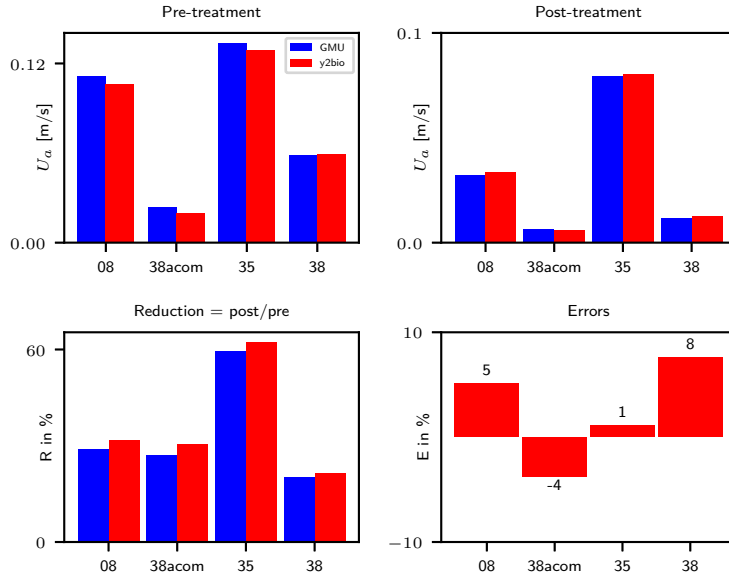 Pre-treatment
0.12
0.00
U_a [m/s]
GMU
y2bio
08 38acom 35 38
Post-treatment
0.1
0.0
U_a [m/s]
08 38acom 35 38
Reduction = post/pre
60
0
R in %
08 38acom 35 38
Errors
10
−10
E in %
5
-4
1
8
08 38acom 35 38